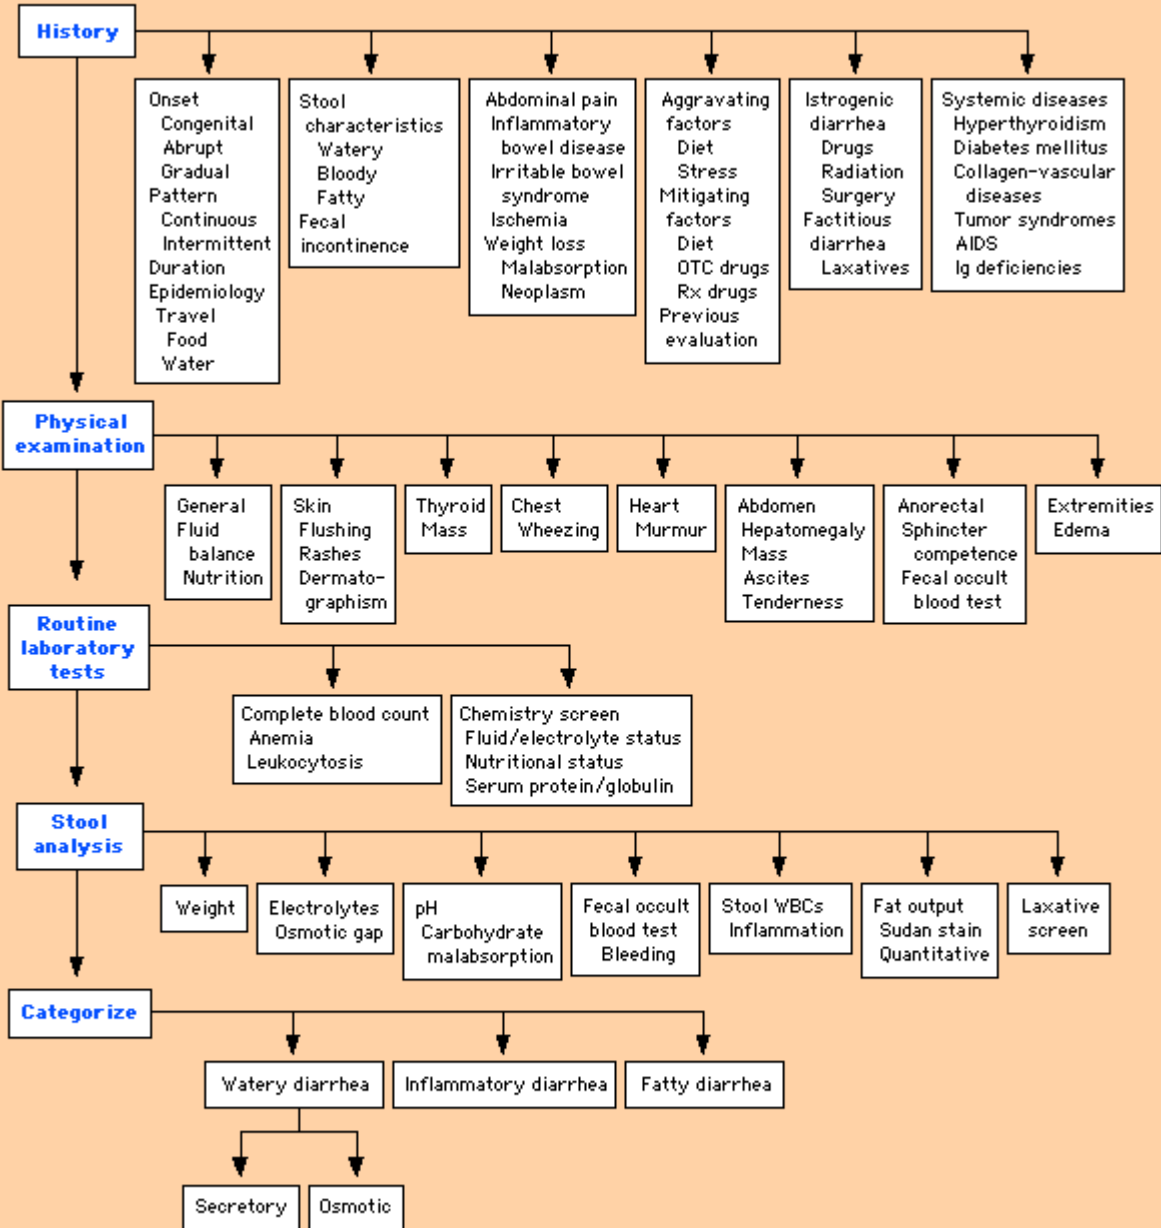 History
Onset
Congenital
Abrupt
Gradual
Pattern
Continuous
Intermittent
Duration
Epidemiology
Travel
Food
Water
Stool
characteristics
Watery
Bloody
Fatty
Fecal
incontinence
Abdominal pain
Inflammatory
bowel disease
Irritable bowel
syndrome
Ischemia
Weight loss
Malabsorption
Neoplasm
Aggravating
factors
Diet
Stress
Mitigating
factors
Diet
OTC drugs
Rx drugs
Previous
evaluation
Istrogenic
diarrhea
Drugs
Radiation
Surgery
Factitious
diarrhea
Laxatives
Systemic diseases
Hyperthyroidism
Diabetes mellitus
Collagen-vascular
diseases
Tumor syndromes
AIDS
Ig deficiencies
Physical
examination
General
Fluid
balance
Nutrition
Skin
Flushing
Rashes
Dermato-
graphism
Thyroid
Mass
Chest
Wheezing
Heart
Murmur
Abdomen
Hepatomegaly
Mass
Ascites
Tenderness
Anorectal
Sphincter
competence
Fecal occult
blood test
Extremities
Edema
Routine
laboratory
tests
Complete blood count
Anemia
Leukocytosis
Chemistry screen
Fluid/electrolyte status
Nutritional status
Serum protein/globulin
Stool
analysis
Weight
Electrolytes
Osmotic gap
pH
Carbohydrate
malabsorption
Fecal occult
blood test
Bleeding
Stool WBCs
Inflammation
Fat output
Sudan stain
Quantitative
Laxative
screen
Categorize
Watery diarrhea
Inflammatory diarrhea
Fatty diarrhea
Secretory
Osmotic